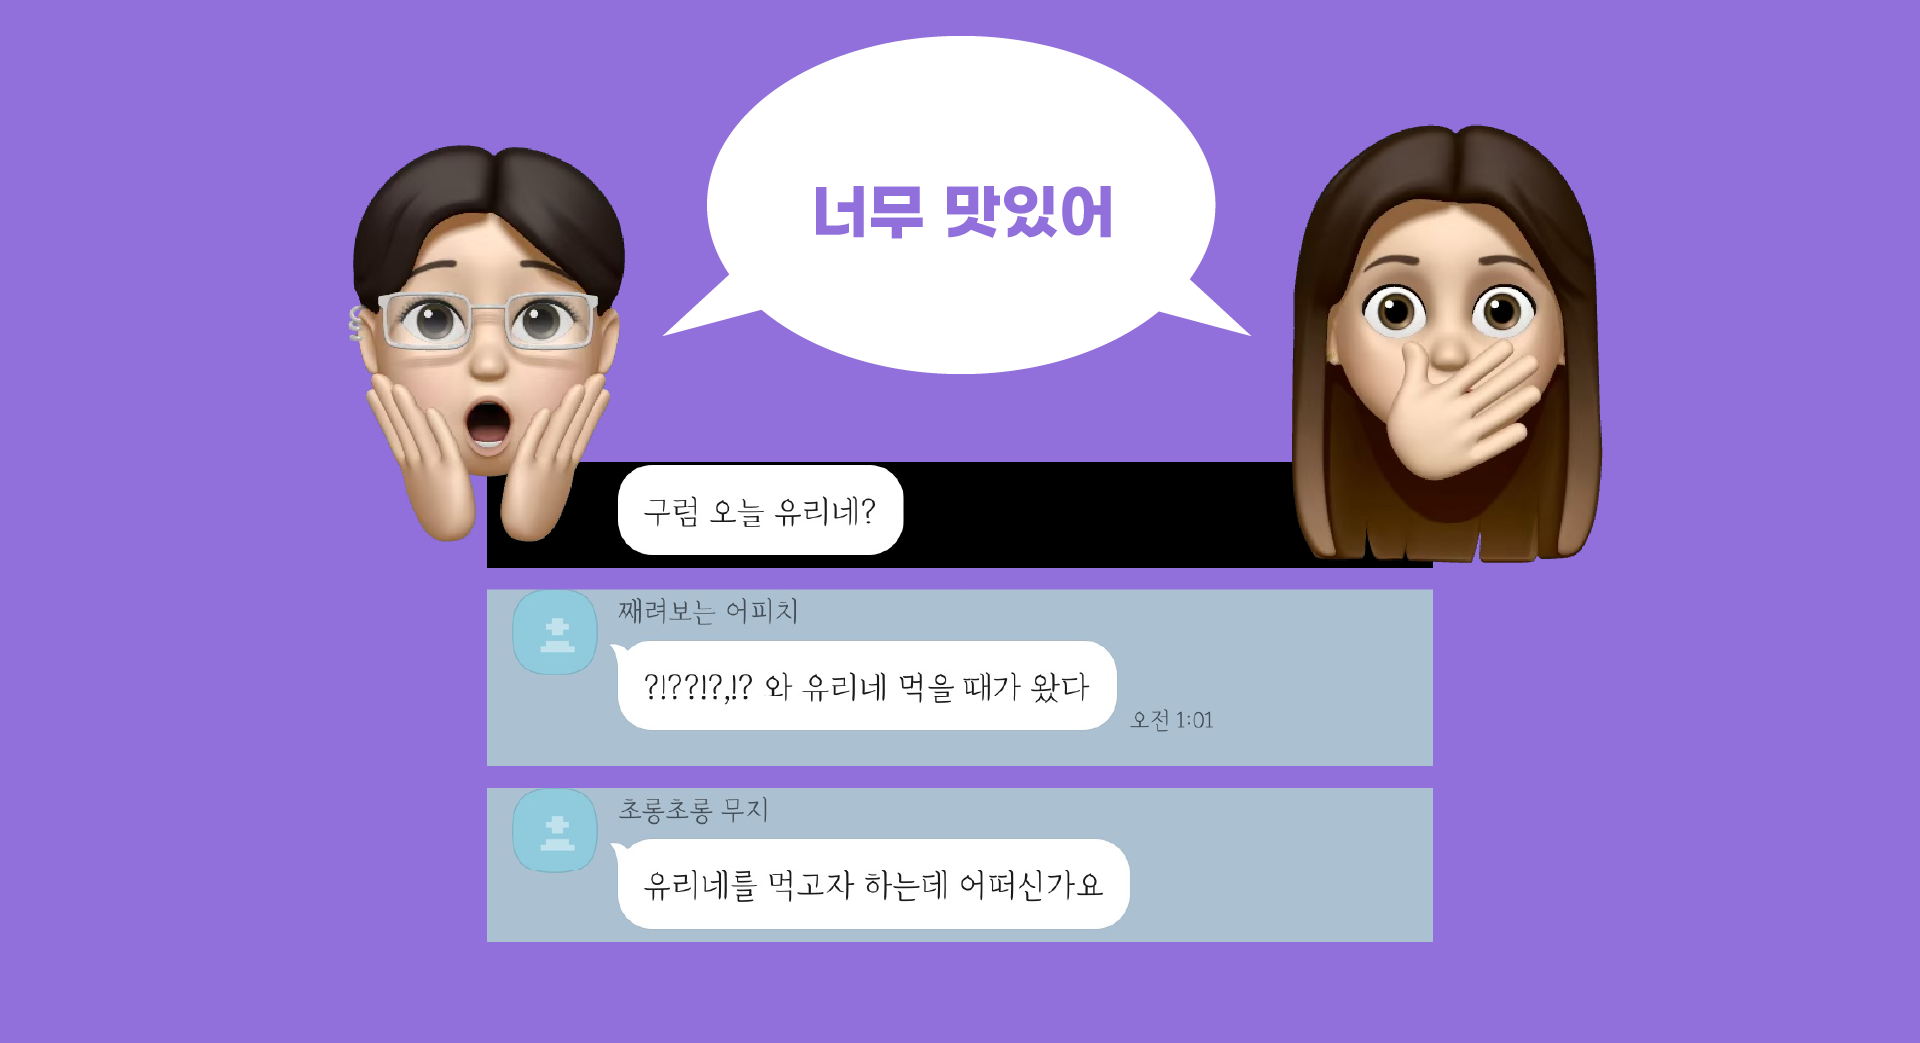 너무 맛있어
구럼 오늘 유리네?
째려보는 어피치
?!??!?,!? 와 유리네 먹을 때가 왔다
오전 1:01
초롱초롱 무지
유리네를 먹고자 하는데 어떠신가요